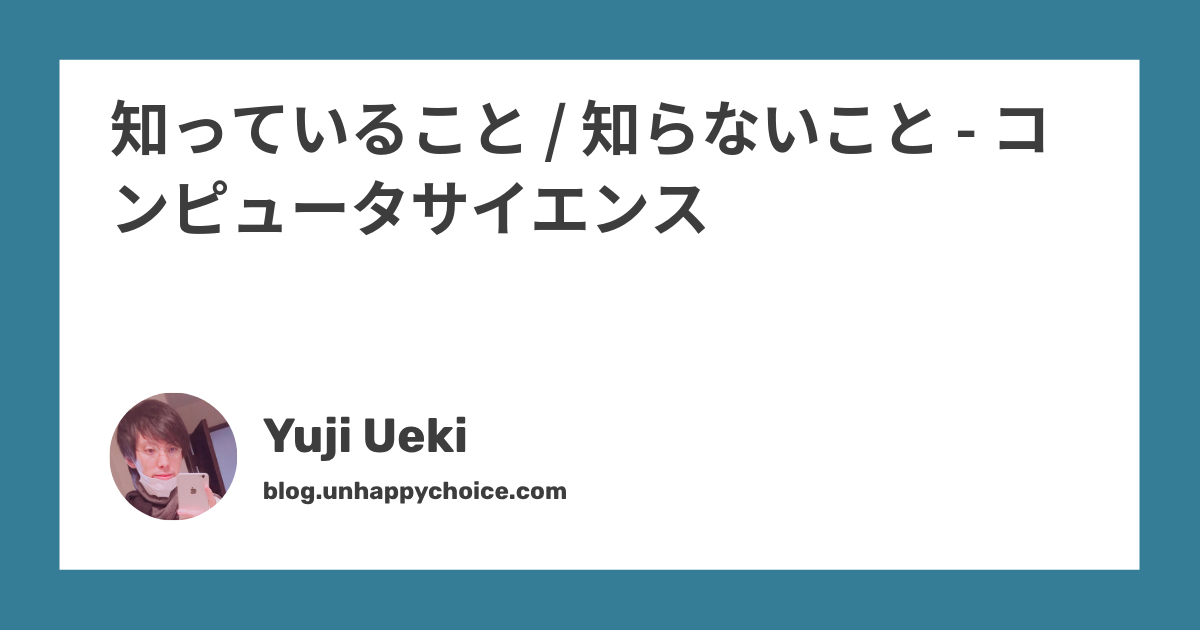 知っていること / 知らないこと - コ
ンピュータサイエンス
Yuji Ueki
blog.unhappychoice.com